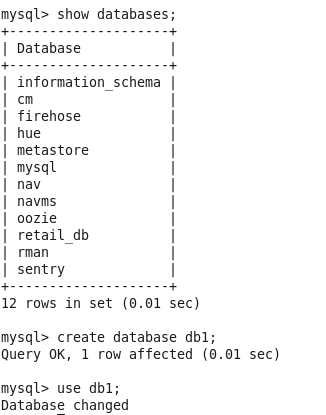 mysql> show databases;
+--------------------+
| Database           |
+--------------------+
| information_schema |
| cm                 |
| firehose           |
| hue                |
| metastore          |
| mysql              |
| nav                |
| navms              |
| oozie              |
| retail_db          |
| rman               |
| sentry             |
+--------------------+
12 rows in set (0.01 sec)
mysql> create database db1;
Query OK, 1 row affected (0.01 sec)
mysql> use db1;
Database changed